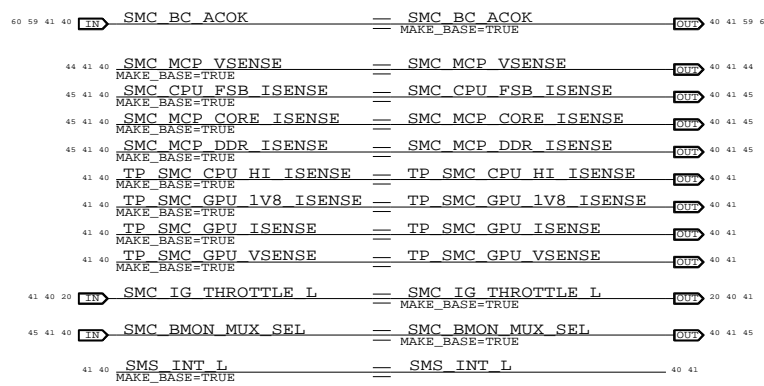 60 59 41 40 IN SMC_BC_ACOK = SMC_BC_ACOK OUT 40 41 59 6
MAKE_BASE=TRUE
44 41 40 SMC_MCP_VSENSE = SMC_MCP_VSENSE OUT 40 41 44
MAKE_BASE=TRUE
45 41 40 SMC_CPU_FSB_ISENSE = SMC_CPU_FSB_ISENSE OUT 40 41 45
MAKE_BASE=TRUE
45 41 40 SMC_MCP_CORE_ISENSE = SMC_MCP_CORE_ISENSE OUT 40 41 45
MAKE_BASE=TRUE
45 41 40 SMC_MCP_DDR_ISENSE = SMC_MCP_DDR_ISENSE OUT 40 41 45
MAKE_BASE=TRUE
41 40 TP_SMC_CPU_HI_ISENSE = TP_SMC_CPU_HI_ISENSE OUT 40 41
MAKE_BASE=TRUE
41 40 TP_SMC_GPU_1V8_ISENSE = TP_SMC_GPU_1V8_ISENSE OUT 40 41
MAKE_BASE=TRUE
41 40 TP_SMC_GPU_ISENSE = TP_SMC_GPU_ISENSE OUT 40 41
MAKE_BASE=TRUE
41 40 TP_SMC_GPU_VSENSE = TP_SMC_GPU_VSENSE OUT 40 41
MAKE_BASE=TRUE
41 40 20 IN SMC_IG_THROTTLE_L = SMC_IG_THROTTLE_L OUT 20 40 41
MAKE_BASE=TRUE
45 41 40 IN SMC_BMON_MUX_SEL = SMC_BMON_MUX_SEL OUT 40 41 45
MAKE_BASE=TRUE
41 40 SMS_INT_L = SMS_INT_L 40 41
MAKE_BASE=TRUE